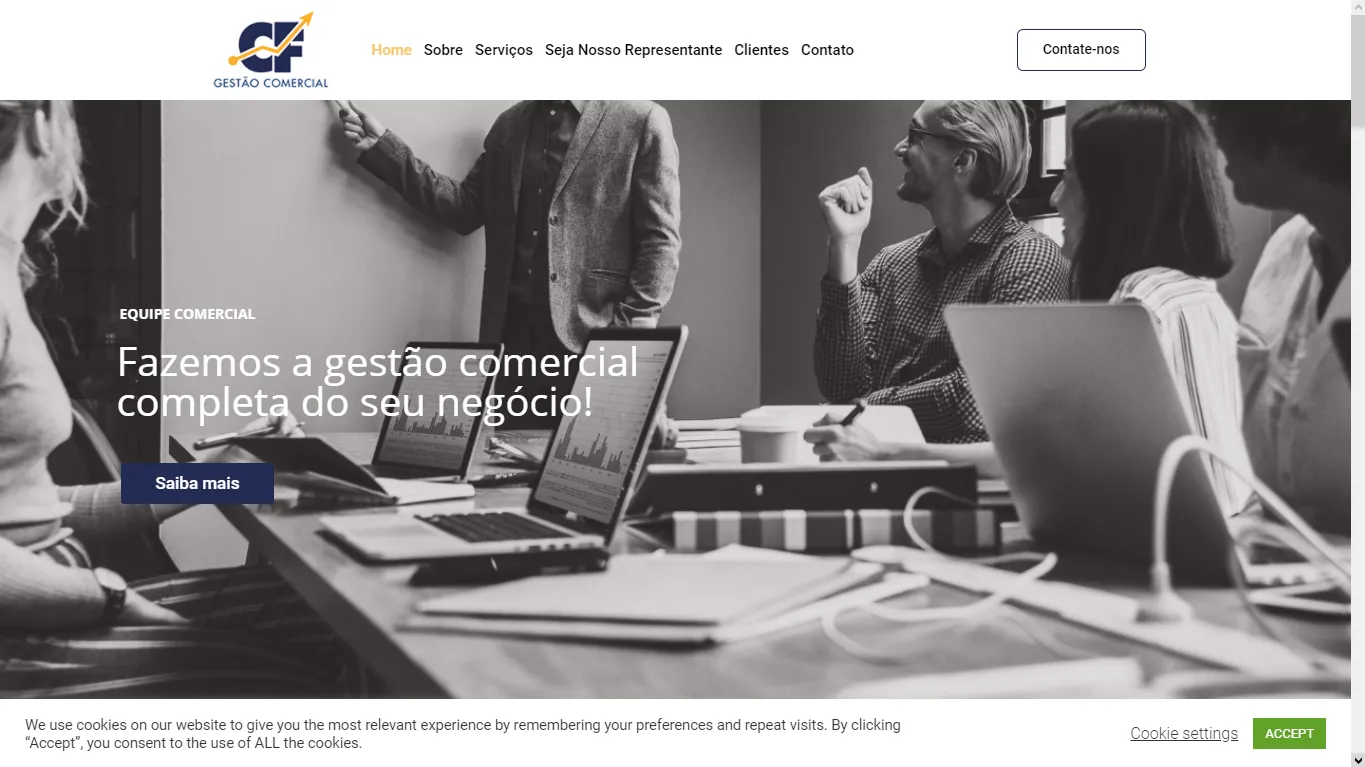 CF
GESTÃO COMERCIAL
Home Sobre Serviços Seja Nosso Representante Clientes Contato
Contate-nos
EQUIPE COMERCIAL
Fazemos a gestão comercial
completa do seu negócio!
Saiba mais
We use cookies on our website to give you the most relevant experience by remembering your preferences and repeat visits. By clicking
“Accept”, you consent to the use of ALL the cookies.
Cookie settings
ACCEPT